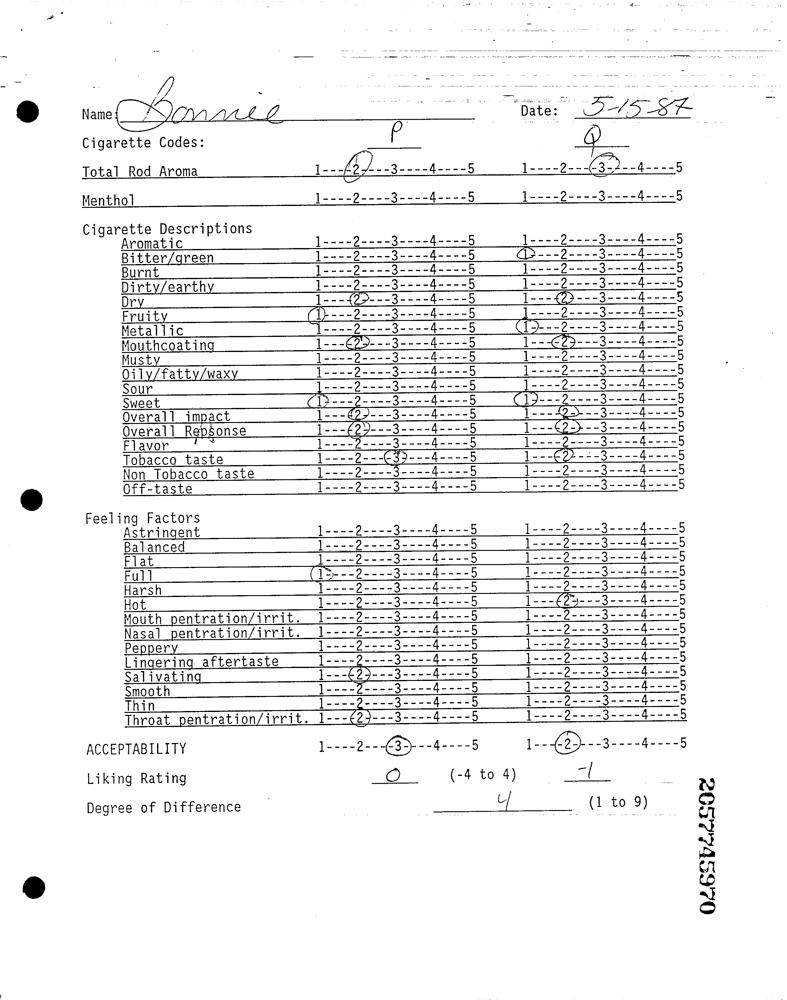 Name: Bonnie Date: 5-15-87
Cigarette Codes: P Q
Total Rod Aroma 1----2----3----4----5 1----2----3----4----5
Menthol 1----2----3----4----5 1----2----3----4----5
Cigarette Descriptions
Aromatic 1----2----3----4----5 1----2----3----4----5
Bitter/green 1----2----3----4----5 1----2----3----4----5
Burnt 1----2----3----4----5 1----2----3----4----5
Dirty/earthy 1----2----3----4----5 1----2----3----4----5
Dry 1----2----3----4----5 1----2----3----4----5
Fruity 1----2----3----4----5 1----2----3----4----5
Metallic 1----2----3----4----5 1----2----3----4----5
Mouthcoating 1----2----3----4----5 1----2----3----4----5
Musty 1----2----3----4----5 1----2----3----4----5
Oily/fatty/waxy 1----2----3----4----5 1----2----3----4----5
Sour 1----2----3----4----5 1----2----3----4----5
Sweet 1----2----3----4----5 1----2----3----4----5
Overall impact 1----2----3----4----5 1----2----3----4----5
Overall Repsonse 1----2----3----4----5 1----2----3----4----5
Flavor 1----2----3----4----5 1----2----3----4----5
Tobacco taste 1----2----3----4----5 1----2----3----4----5
Non Tobacco taste 1----2----3----4----5 1----2----3----4----5
Off-taste 1----2----3----4----5 1----2----3----4----5
Feeling Factors
Astringent 1----2----3----4----5 1----2----3----4----5
Balanced 1----2----3----4----5 1----2----3----4----5
Flat 1----2----3----4----5 1----2----3----4----5
Full 1----2----3----4----5 1----2----3----4----5
Harsh 1----2----3----4----5 1----2----3----4----5
Hot 1----2----3----4----5 1----2----3----4----5
Mouth pentration/irrit. 1----2----3----4----5 1----2----3----4----5
Nasal pentration/irrit. 1----2----3----4----5 1----2----3----4----5
Peppery 1----2----3----4----5 1----2----3----4----5
Lingering aftertaste 1----2----3----4----5 1----2----3----4----5
Salivating 1----2----3----4----5 1----2----3----4----5
Smooth 1----2----3----4----5 1----2----3----4----5
Thin 1----2----3----4----5 1----2----3----4----5
Throat pentration/irrit. 1----2----3----4----5 1----2----3----4----5
ACCEPTABILITY 1----2----3----4----5 1----2----3----4----5
Liking Rating 0 (-4 to 4) -1
Degree of Difference 4 (1 to 9)
2057745970